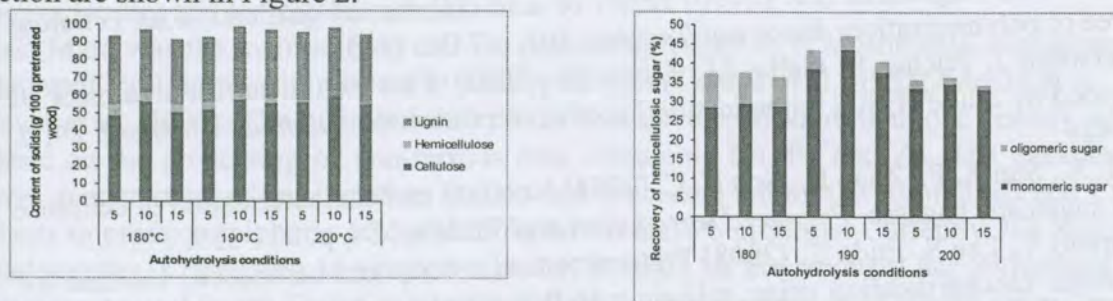 tion are shown in Figure 2.
Content of solids (g/100 g pretreated wood)
100
90
80
70
60
50
40
30
20
10
0
5 10 15 5 10 15 5 10 15
180°C 190°C 200°C
Autohydrolysis conditions
Lignin
Hemicellulose
Cellulose
Recovery of hemicellulosic sugar (%)
50
45
40
35
30
25
20
15
10
5
0
5 10 15 5 10 15 5 10 15
180 190 200
Autohydrolysis conditions
oligomeric sugar
monomeric sugar